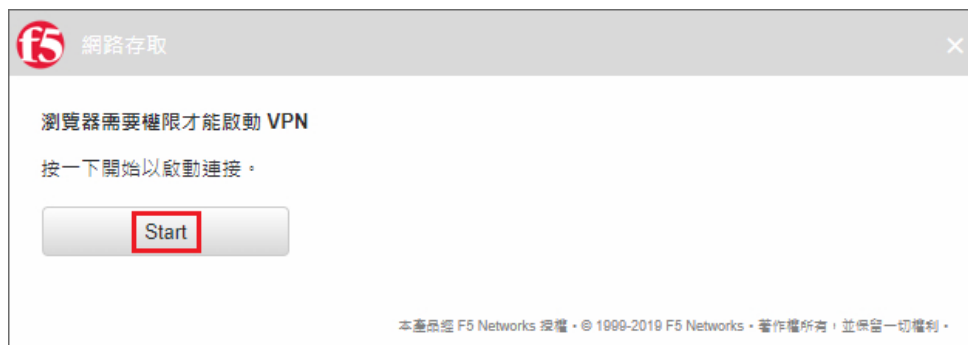 f5 網路存取
瀏覽器需要權限才能啟動 VPN
按一下開始以啟動連接。
Start
本產品經 F5 Networks 授權。© 1999-2019 F5 Networks。著作權所有，並保留一切權利。